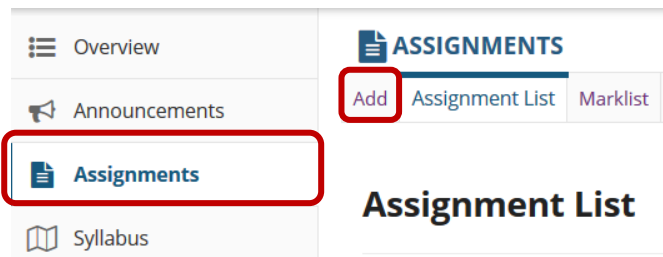 Overview
Announcements
Assignments
Syllabus
ASSIGNMENTS
Add Assignment List Marklist
Assignment List